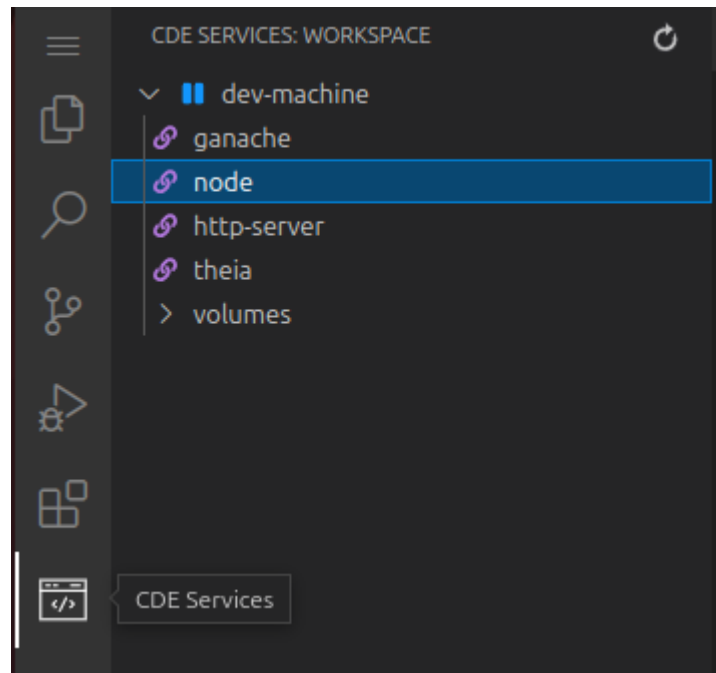 CDE SERVICES: WORKSPACE
dev-machine
ganache
node
http-server
theia
volumes
CDE Services